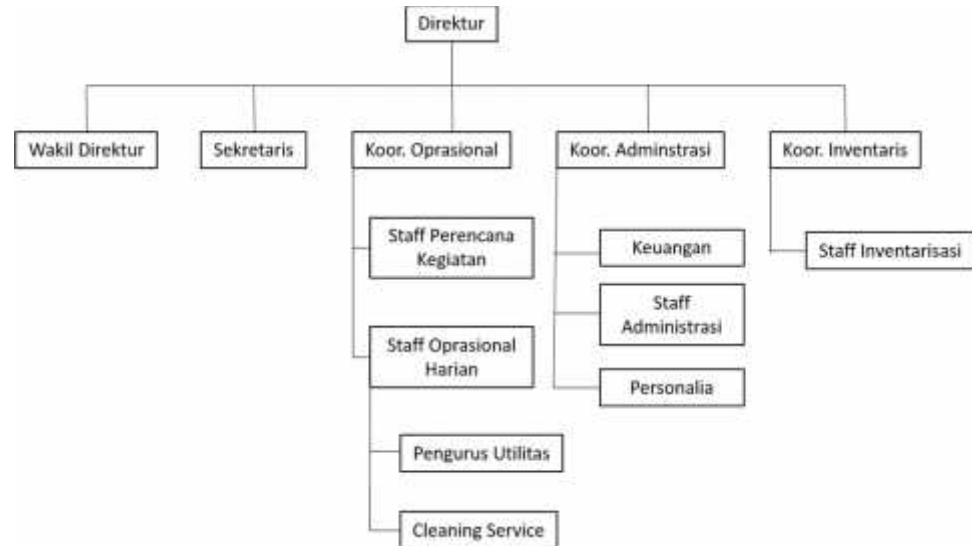 Direktur
Wakil Direktur
Sekretaris
Koor. Oprasional
Koor. Adminstrasi
Koor. Inventaris
Staff Perencana
Kegiatan
Staff Oprasional
Harian
Pengurus Utilitas
Cleaning Service
Keuangan
Staff
Administrasi
Personalia
Staff Inventarisasi